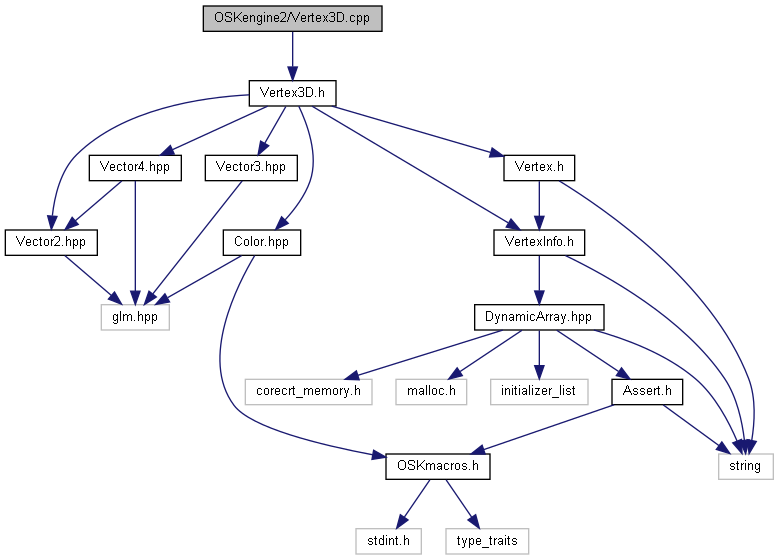 OSKengine2/Vertex3D.cpp
Vertex3D.h
Vector4.hpp
Vector3.hpp
Vertex.h
Vector2.hpp
Color.hpp
VertexInfo.h
glm.hpp
DynamicArray.hpp
corecrt_memory.h
malloc.h
initializer_list
Assert.h
OSKmacros.h
string
stdint.h
type_traits